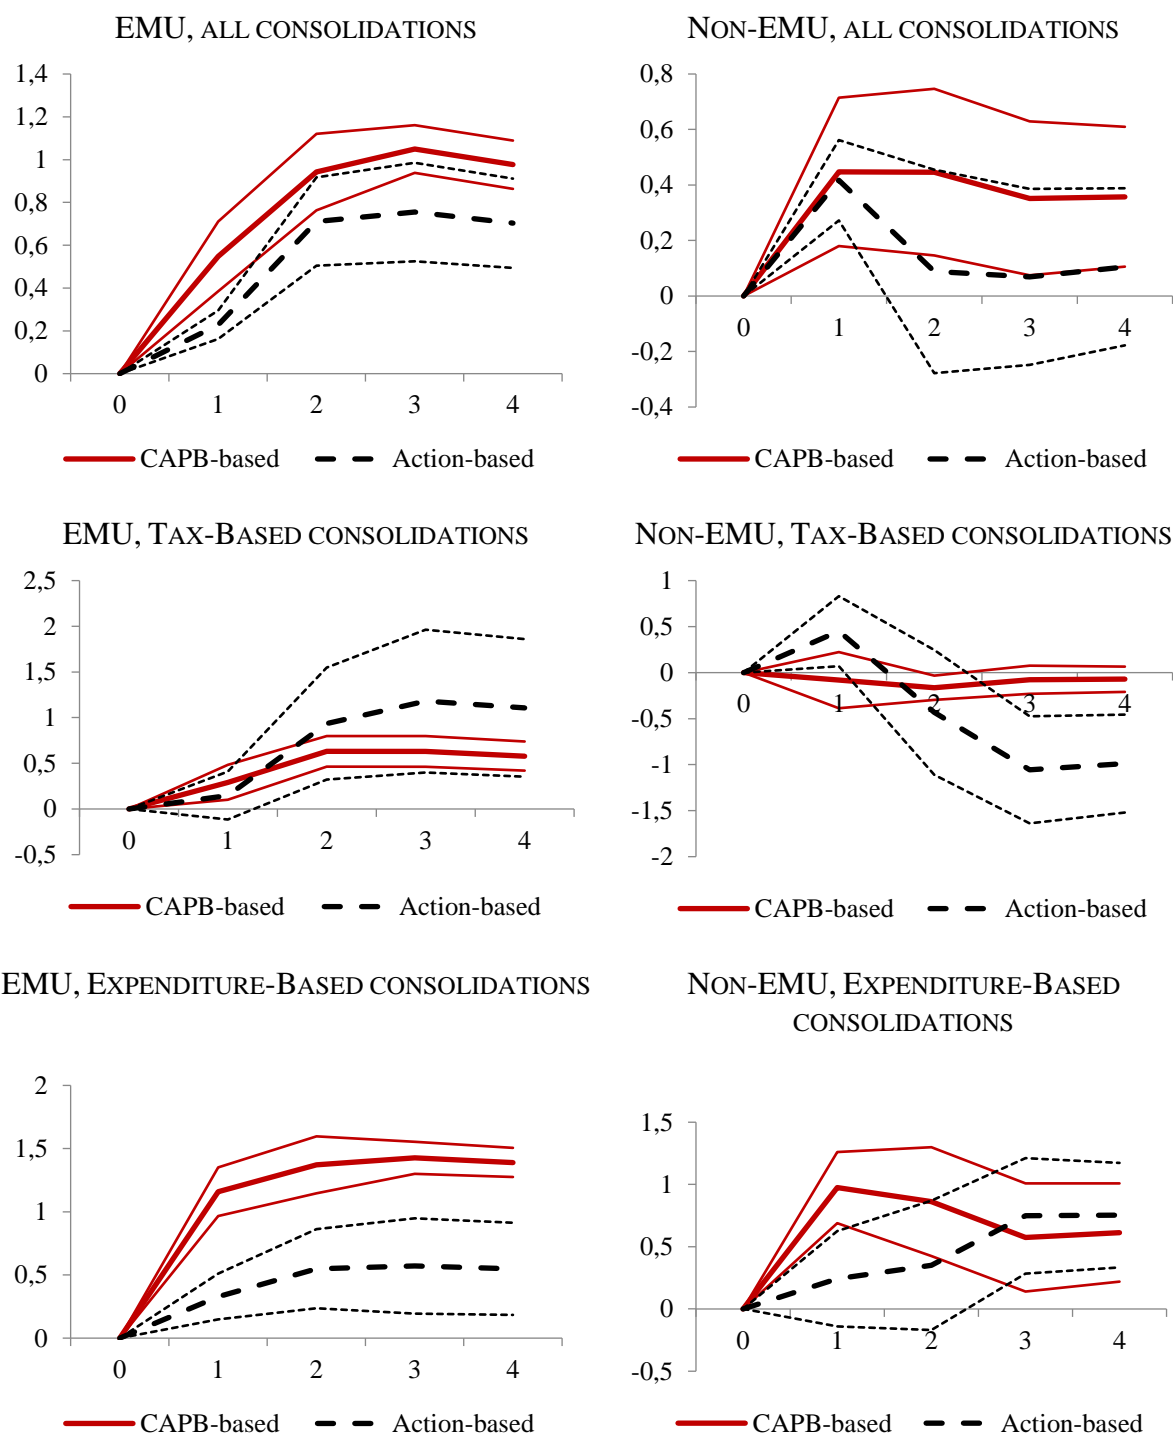 EMU, ALL CONSOLIDATIONS
1,4
1,2
1
0,8
0,6
0,4
0,2
0
0 1 2 3 4
CAPB-based Action-based
NON-EMU, ALL CONSOLIDATIONS
0,8
0,6
0,4
0,2
0
-0,2
-0,4
0 1 2 3 4
CAPB-based Action-based
EMU, TAX-BASED CONSOLIDATIONS
2,5
2
1,5
1
0,5
0
-0,5
0 1 2 3 4
CAPB-based Action-based
NON-EMU, TAX-BASED CONSOLIDATIONS
1
0,5
0
-0,5
-1
-1,5
-2
0 1 2 3 4
CAPB-based Action-based
EMU, EXPENDITURE-BASED CONSOLIDATIONS
2
1,5
1
0,5
0
0 1 2 3 4
CAPB-based Action-based
NON-EMU, EXPENDITURE-BASED
CONSOLIDATIONS
1,5
1
0,5
0
-0,5
0 1 2 3 4
CAPB-based Action-based